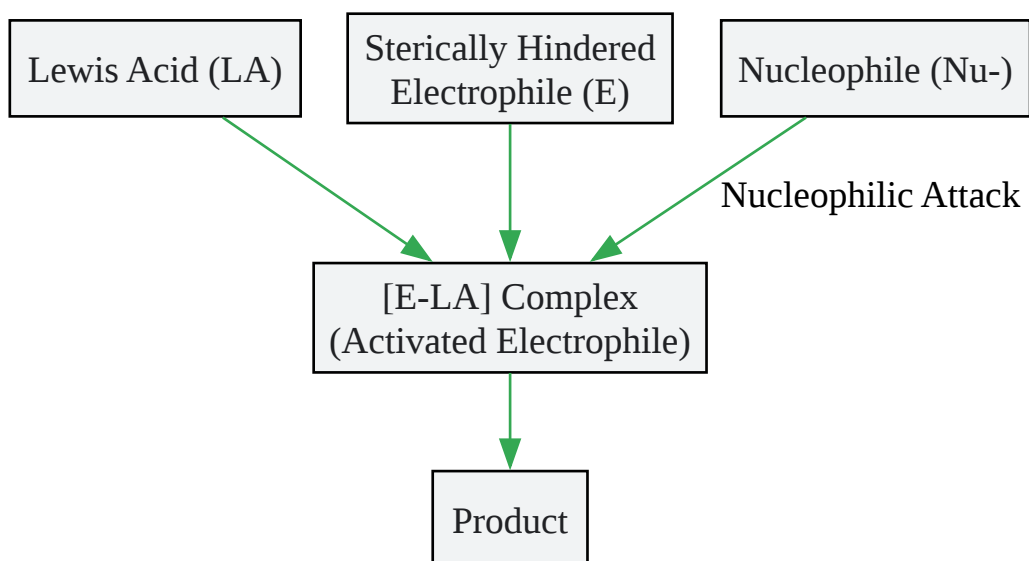 Lewis Acid (LA)
Sterically Hindered
Electrophile (E)
Nucleophile (Nu-)
Nucleophilic Attack
[E-LA] Complex
(Activated Electrophile)
Product